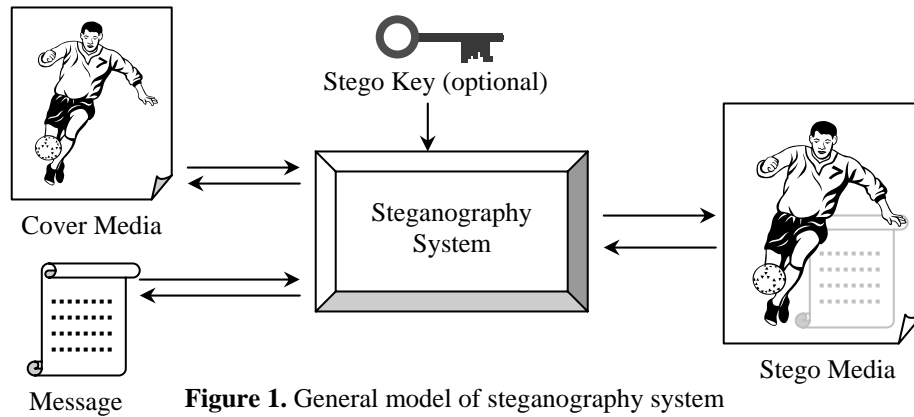 Stego Key (optional)
Cover Media
Steganography
System
Message
Stego Media
Figure 1. General model of steganography system